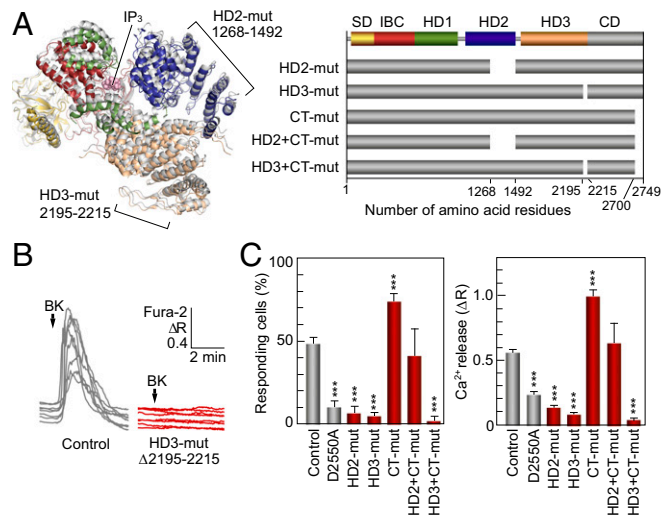 A
IP3
HD2-mut
1268-1492
HD3-mut
2195-2215
SD IBC HD1 HD2 HD3 CD
HD2-mut
HD3-mut
CT-mut
HD2+CT-mut
HD3+CT-mut
1 1268 1492 2195 2215 2749
2700
Number of amino acid residues
B
BK
Fura-2
ΔR
0.4
2 min
BK
Control
HD3-mut
Δ2195-2215
C
Responding cells (%)
100
50
0
***
***
***
***
***
Control
D2550A
HD2-mut
HD3-mut
CT-mut
HD2+CT-mut
HD3+CT-mut
Ca2+ release (ΔR)
1.0
0.5
0
***
***
***
***
***
Control
D2550A
HD2-mut
HD3-mut
CT-mut
HD2+CT-mut
HD3+CT-mut